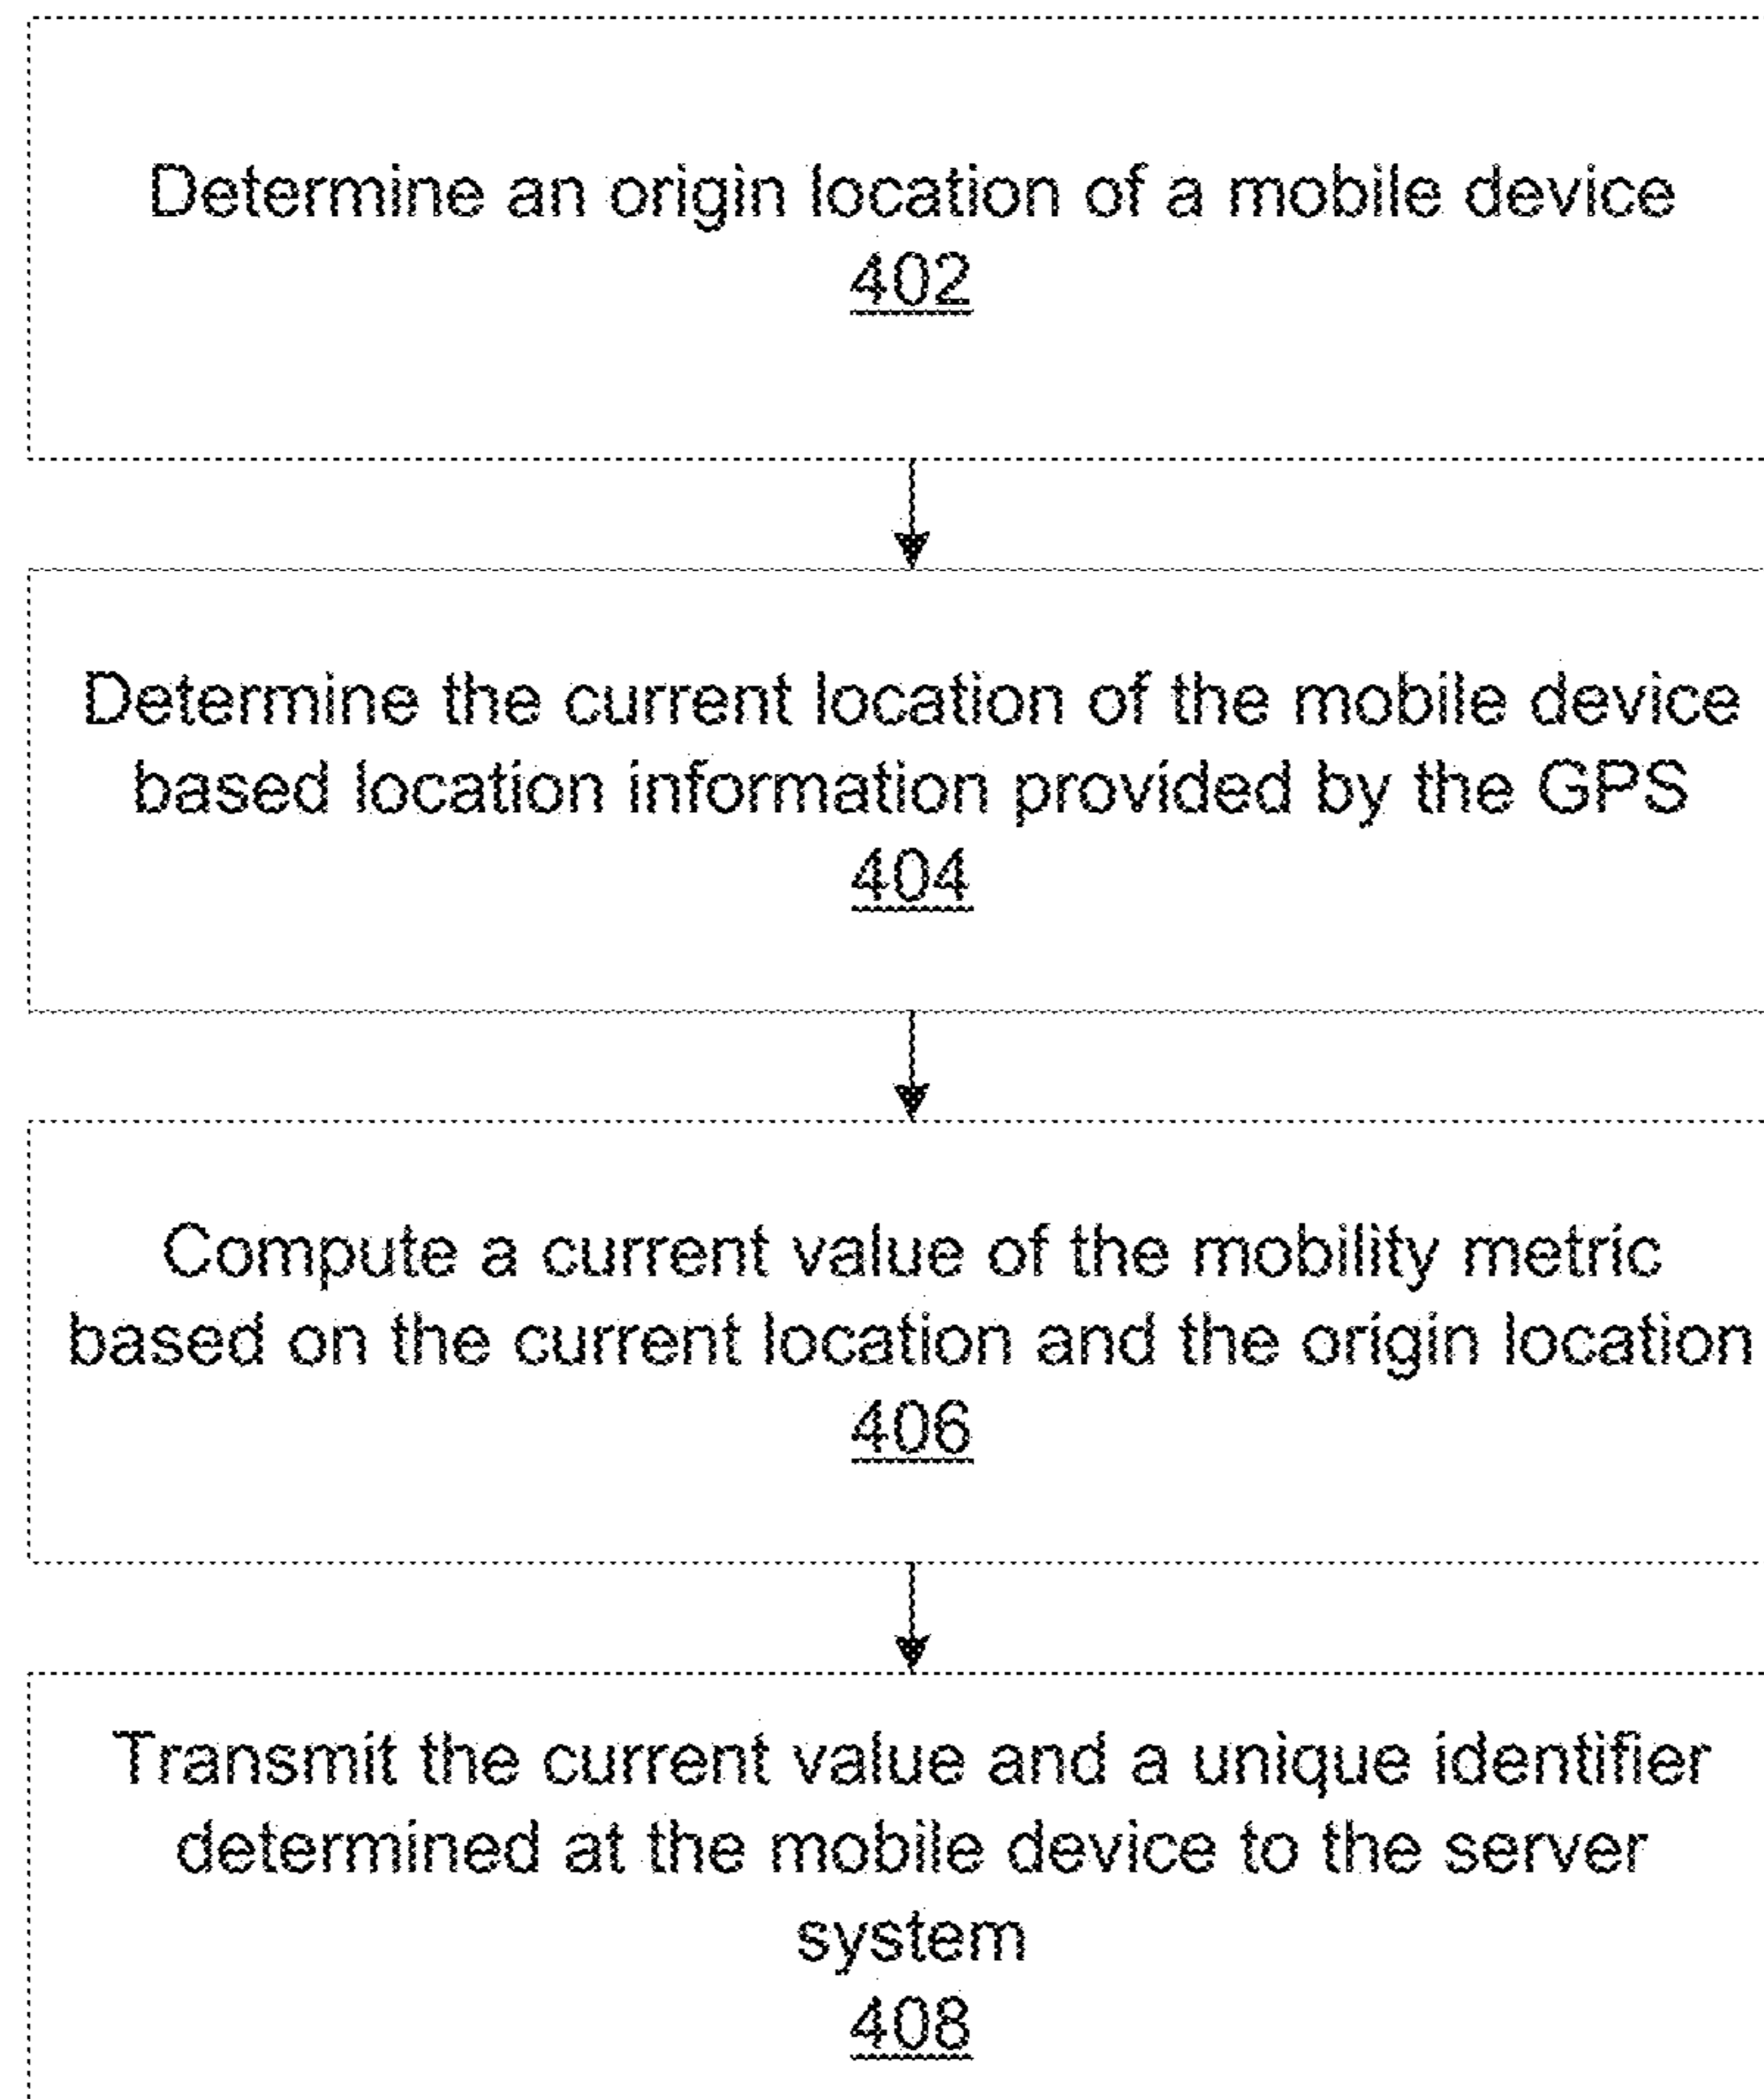 Determine an origin location of a mobile device
402
Determine the current location of the mobile device
based location information provided by the GPS
404
Compute a current value of the mobility metric
based on the current location and the origin location
406
Transmit the current value and a unique identifier
determined at the mobile device to the server
system
408